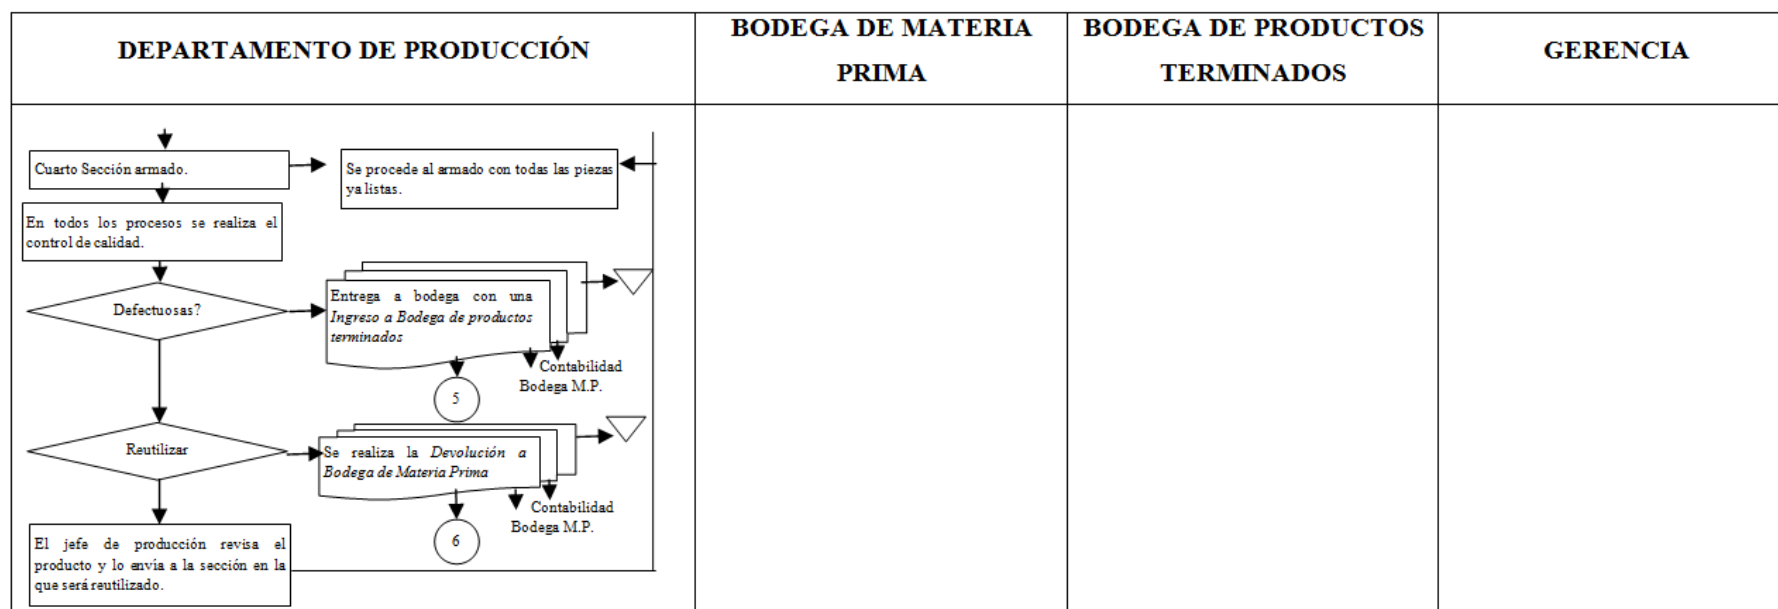 DEPARTAMENTO DE PRODUCCIÓN
BODEGA DE MATERIA
PRIMA
BODEGA DE PRODUCTOS
TERMINADOS
GERENCIA
Cuarto Sección armado.
Se procede al armado con todas las piezas
ya listas.
En todos los procesos se realiza el
control de calidad.
Defectuosas?
Entrega a bodega con una
Ingreso a Bodega de productos
terminados
Contabilidad
Bodega M.P.
5
Reutilizar
Se realiza la Devolución a
Bodega de Materia Prima
Contabilidad
Bodega M.P.
6
El jefe de producción revisa el
producto y lo envía a la sección en la
que será reutilizado.